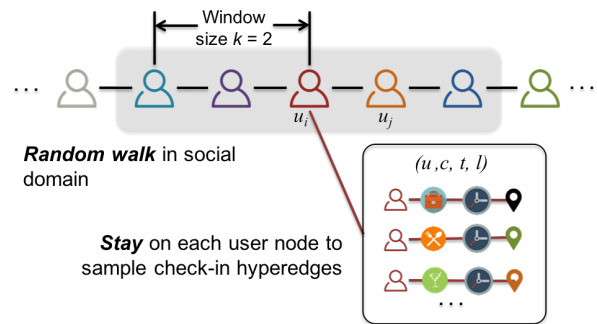 Window
size k = 2
... ...
u_i u_j
Random walk in social
domain
(u ,c, t, l)
Stay on each user node to
sample check-in hyperedges
...